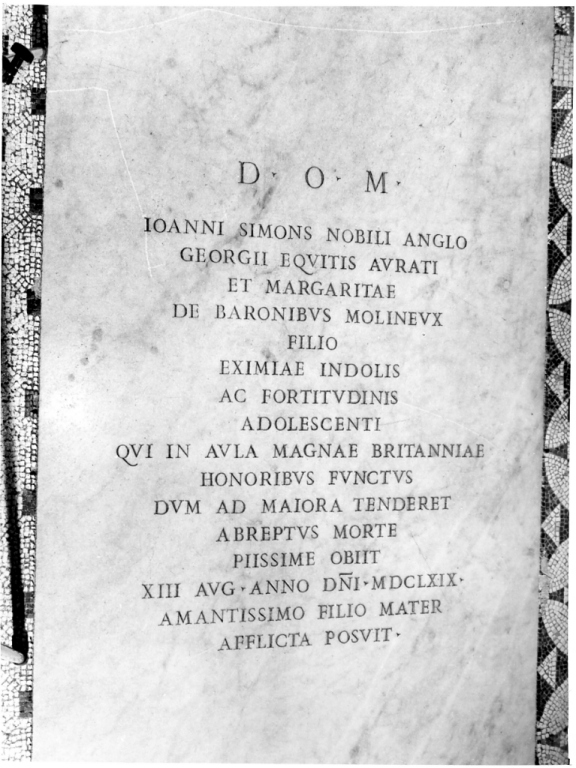 D · O · M ·
IOANNI SIMONS NOBILI ANGLO
GEORGII EQVITIS AVRATI
ET MARGARITAE
DE BARONIBVS MOLINEVX
FILIO
EXIMIAE INDOLIS
AC FORTITVDINIS
ADOLESCENTI
QVI IN AVLA MAGNAE BRITANNIAE
HONORIBVS FVNCTVS
DVM AD MAIORA TENDERET
ABREPTVS MORTE
PIISSIME OBIIT
XIII AVG · ANNO DN̅I · MDCLXIX ·
AMANTISSIMO FILIO MATER
AFFLICTA POSVIT ·